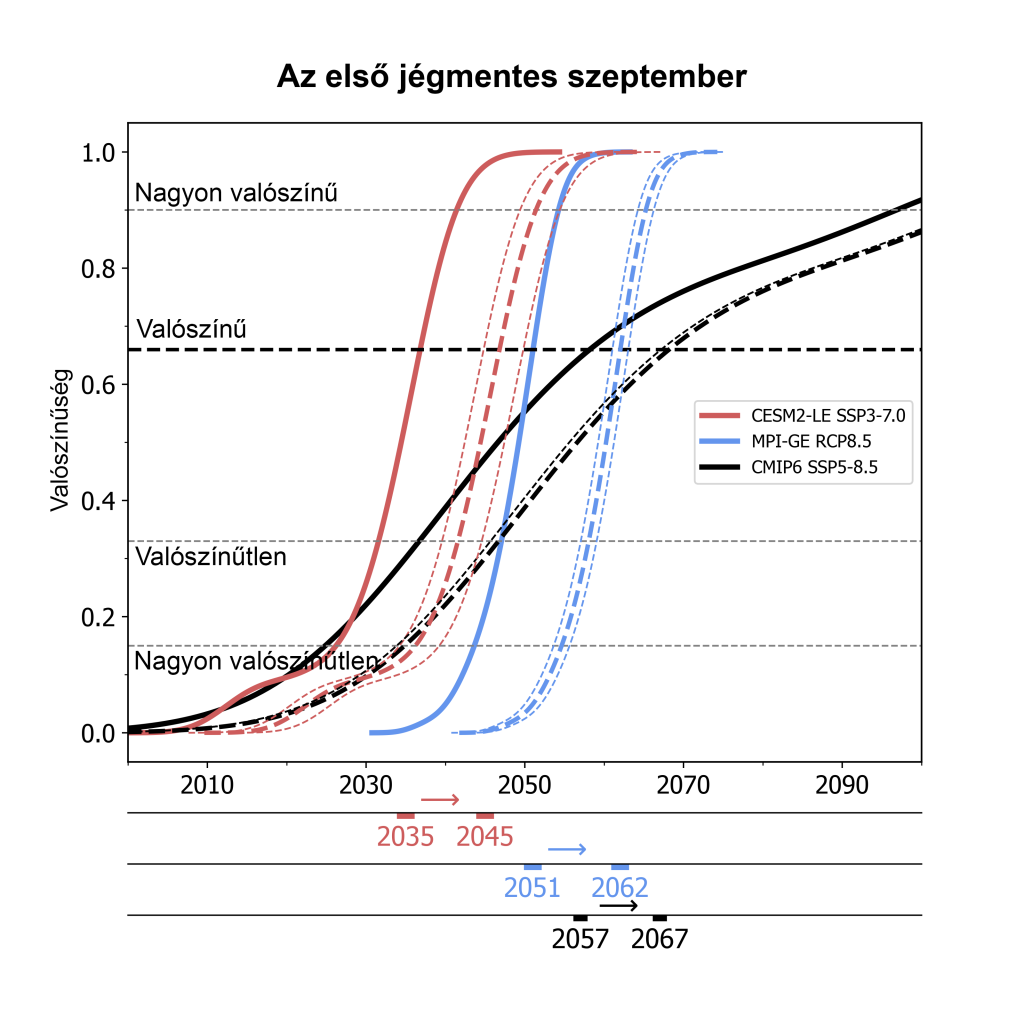 Az első jégmentes szeptember
1.0
Nagyon valószínű
0.8
Valószínű
0.6
Valószínűség
CESM2-LE SSP3-7.0
MPI-GE RCP8.5
CMIP6 SSP5-8.5
0.4
Valószínűtlen
0.2
Nagyon valószínűtlen
0.0
2010 2030 2050 2070 2090
2035 2045
2051 2062
2057 2067